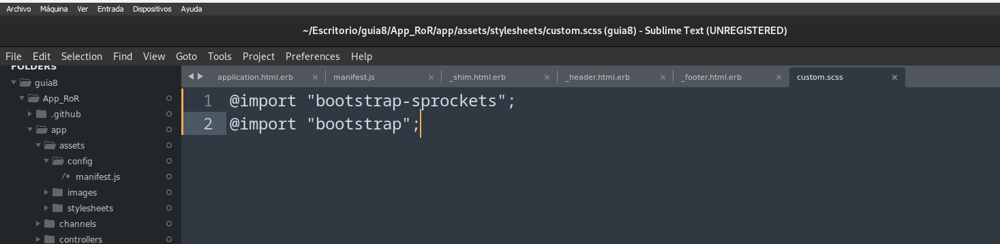 Archivo Máquina Ver Entrada Dispositivos Ayuda
~/Escritorio/guia8/App_RoR/app/assets/stylesheets/custom.scss (guia8) - Sublime Text (UNREGISTERED)
File Edit Selection Find View Goto Tools Project Preferences Help
FOLDERS
guia8
App_RoR
.github
app
assets
config
/* manifest.js
images
stylesheets
channels
controllers
application.html.erb manifest.js _shim.html.erb _header.html.erb _footer.html.erb custom.scss
1 @import "bootstrap-sprockets";
2 @import "bootstrap";